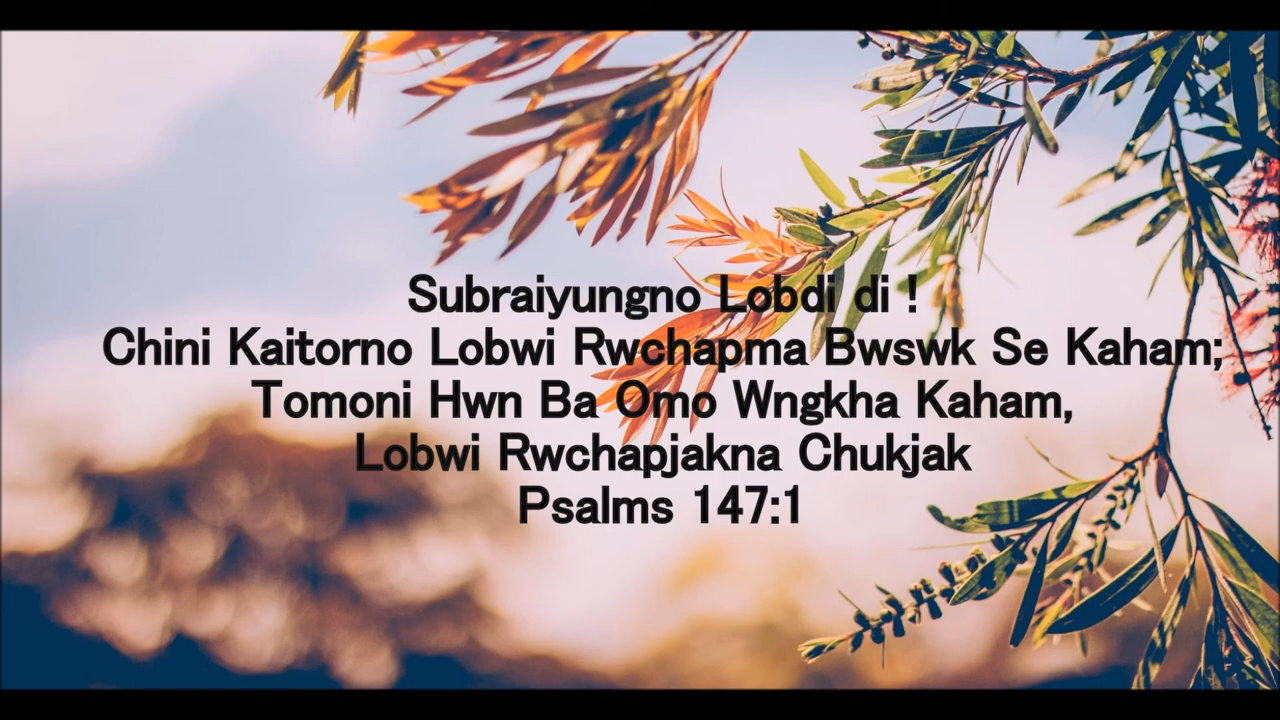 Subraiyungno Lobdi di !
Chini Kaitorno Lobwi Rwchapma Bwswk Se Kaham;
Tomoni Hwn Ba Omo Wngkha Kaham,
Lobwi Rwchapjakna Chukjak
Psalms 147:1